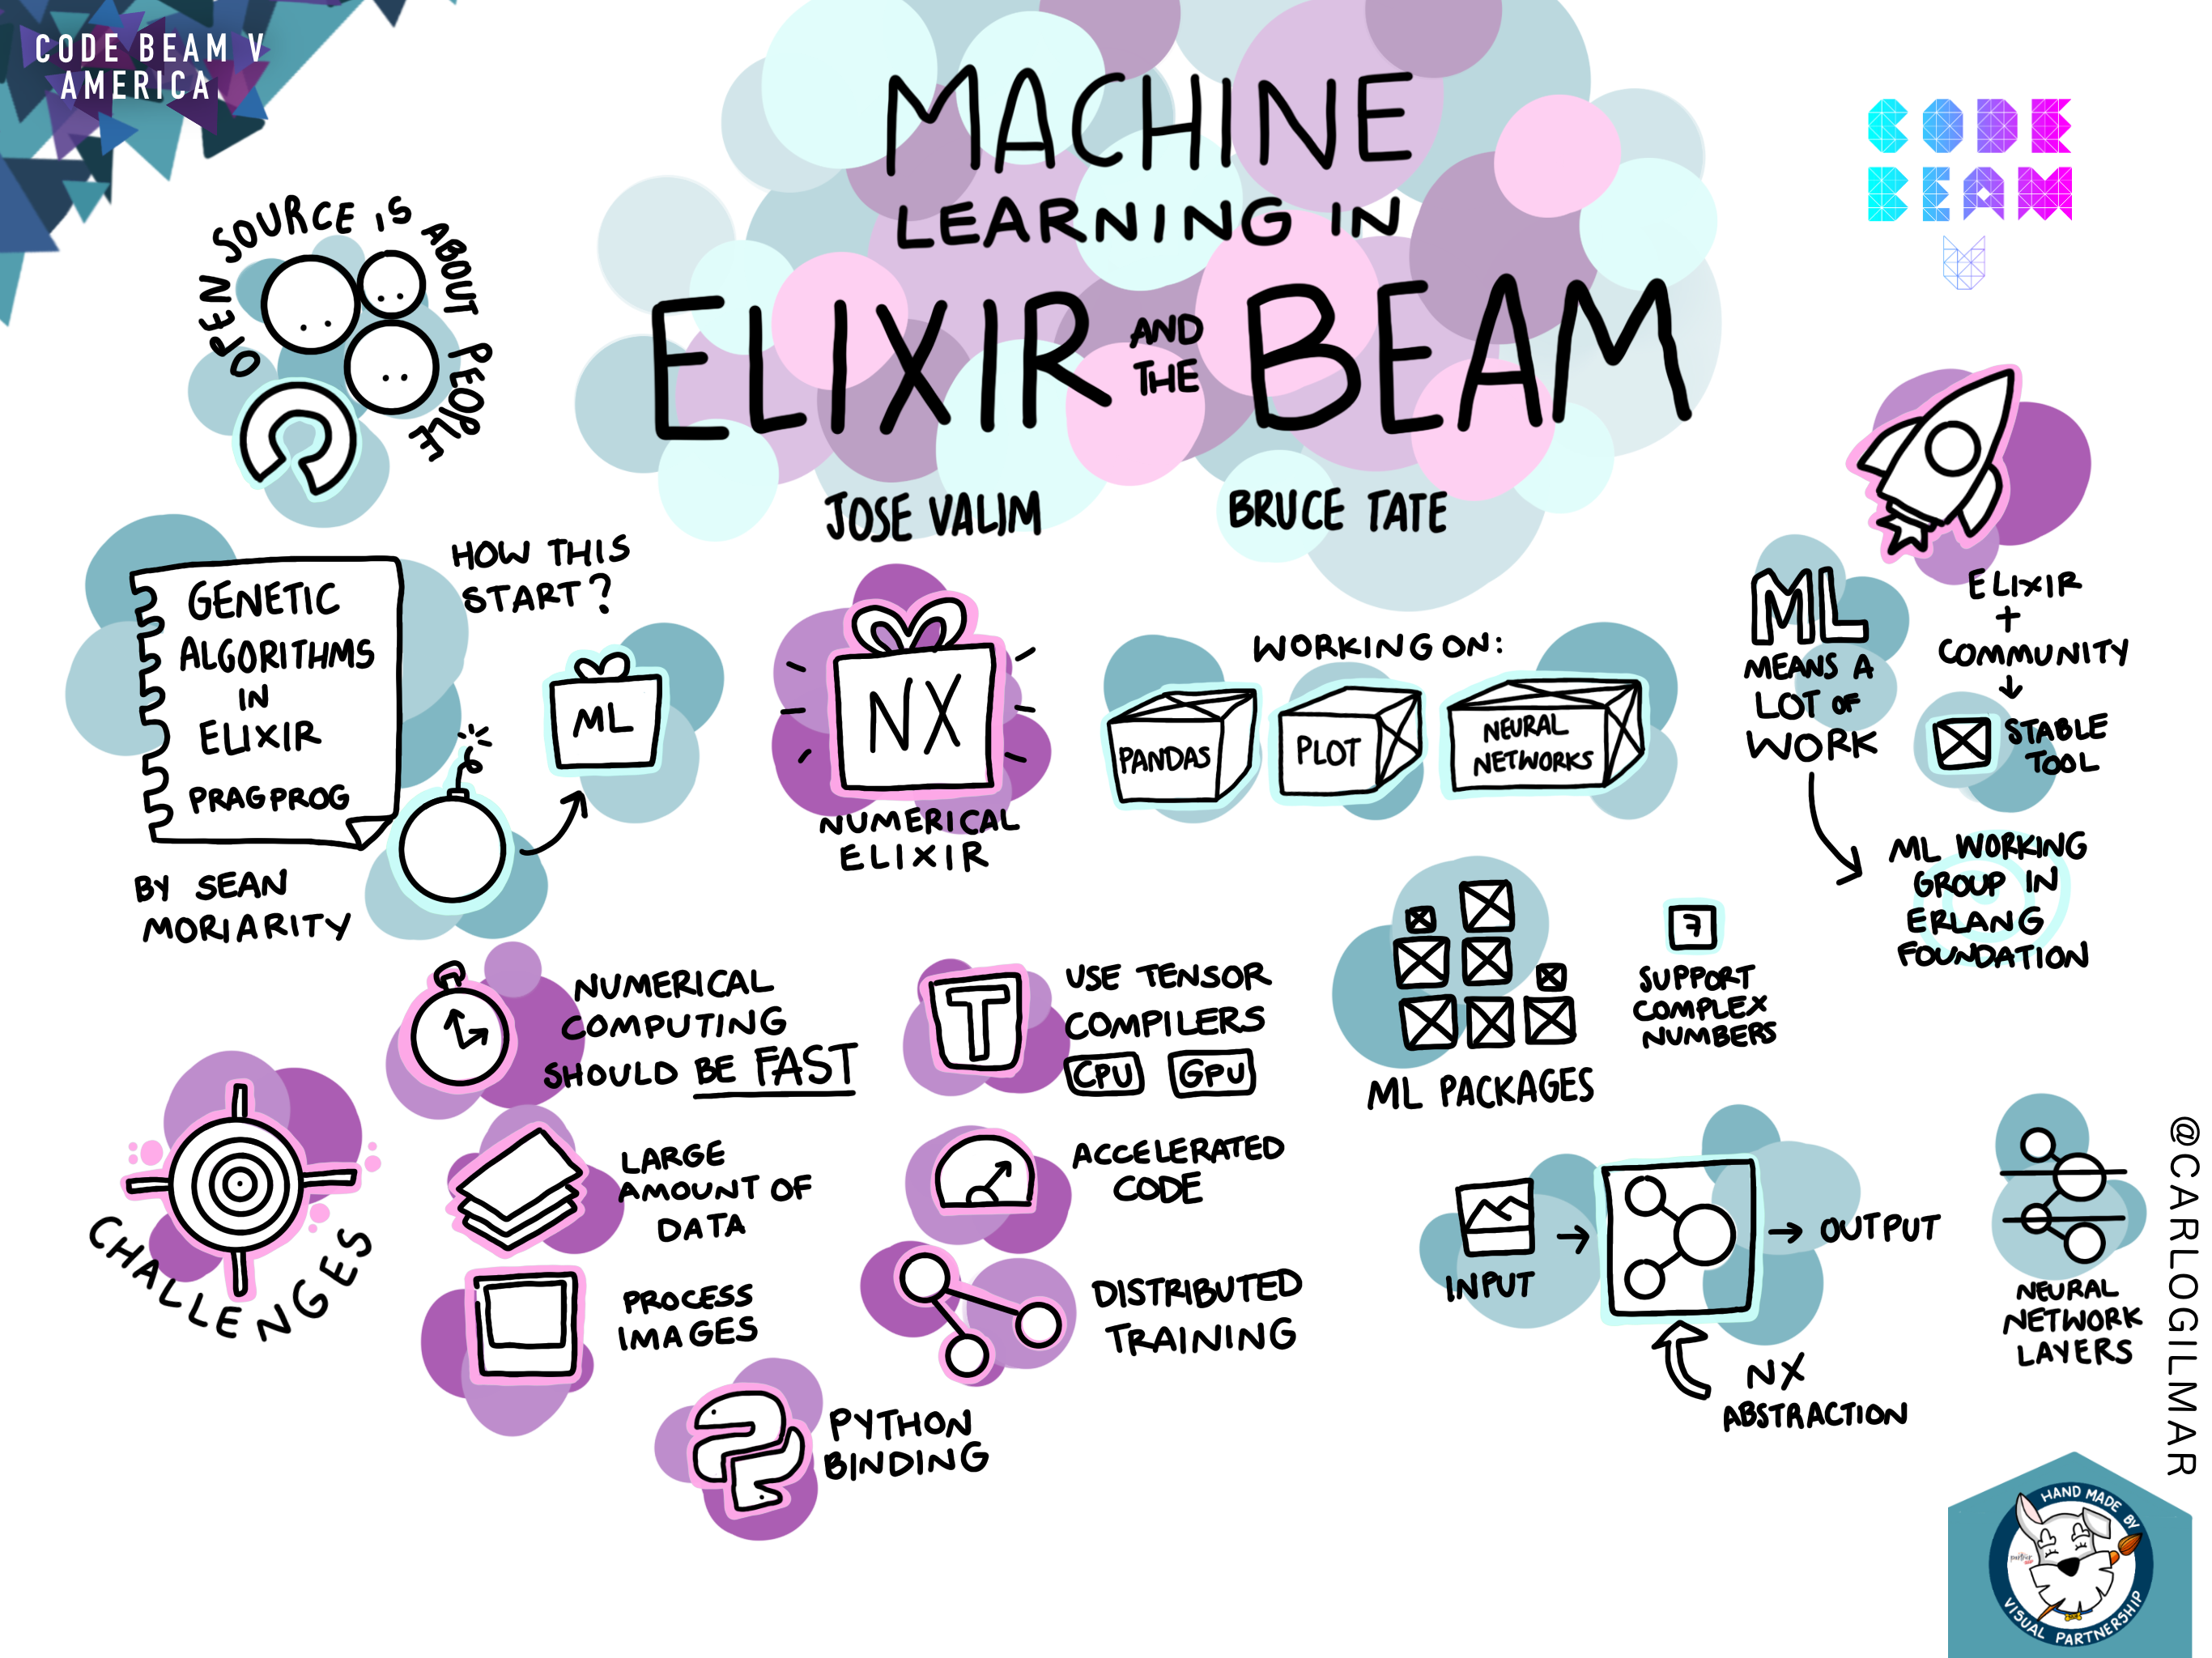 CODE BEAM V
AMERICA
CODE
BEAM
MACHINE
LEARNING IN
ELIXIR AND THE BEAM
JOSE VALIM
BRUCE TATE
OPEN SOURCE IS ABOUT PEOPLE
GENETIC
ALGORITHMS
IN
ELIXIR
PRAGPROG
BY SEAN
MORIARITY
HOW THIS
START?
ML
NX
NUMERICAL
ELIXIR
WORKING ON:
PANDAS
PLOT
NEURAL
NETWORKS
ML
MEANS A
LOT OF
WORK
ELIXIR
+
COMMUNITY
STABLE
TOOL
ML WORKING
GROUP IN
ERLANG
FOUNDATION
CHALLENGES
NUMERICAL
COMPUTING
SHOULD BE FAST
LARGE
AMOUNT OF
DATA
PROCESS
IMAGES
PYTHON
BINDING
T
USE TENSOR
COMPILERS
CPU GPU
ACCELERATED
CODE
DISTRIBUTED
TRAINING
ML PACKAGES
7
SUPPORT
COMPLEX
NUMBERS
INPUT
OUTPUT
NX
ABSTRACTION
NEURAL
NETWORK
LAYERS
@CARLOGILMAR
HAND MADE BY
VISUAL PARTNERSHIP